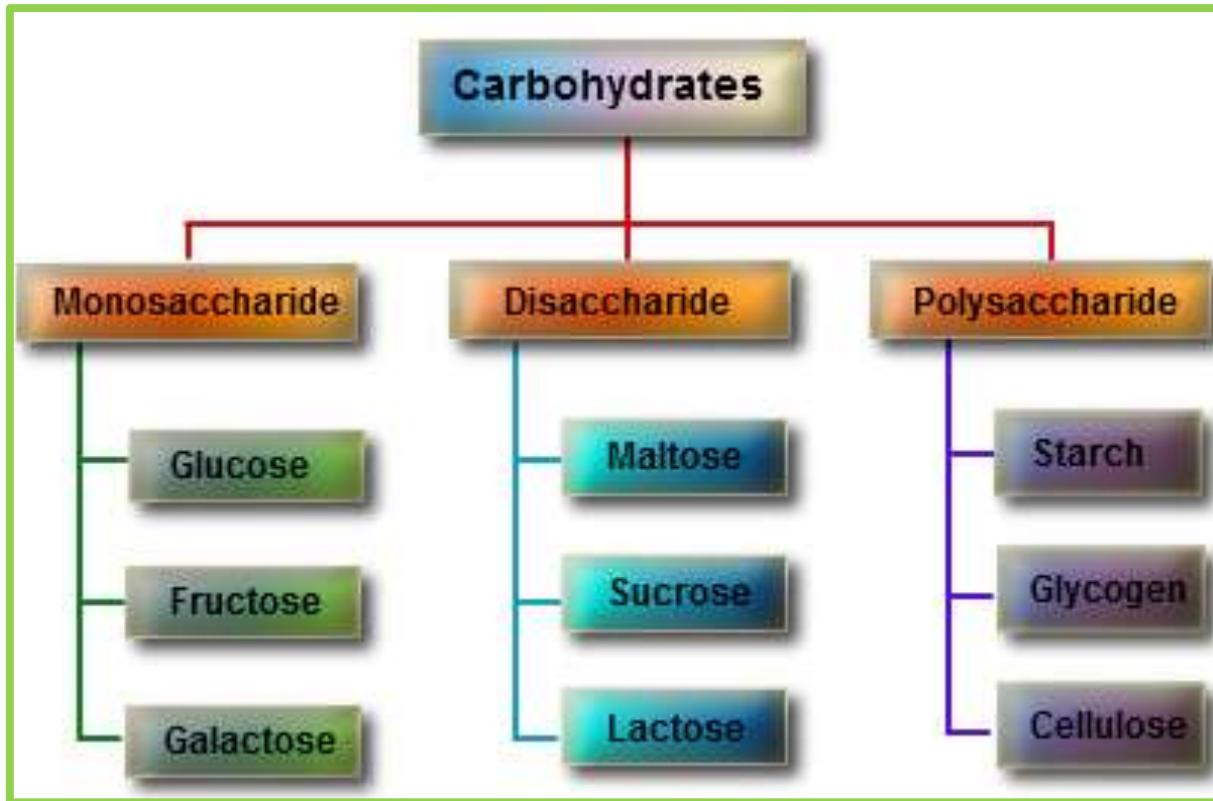 Carbohydrates
Monosaccharide
Glucose
Fructose
Galactose
Disaccharide
Maltose
Sucrose
Lactose
Polysaccharide
Starch
Glycogen
Cellulose